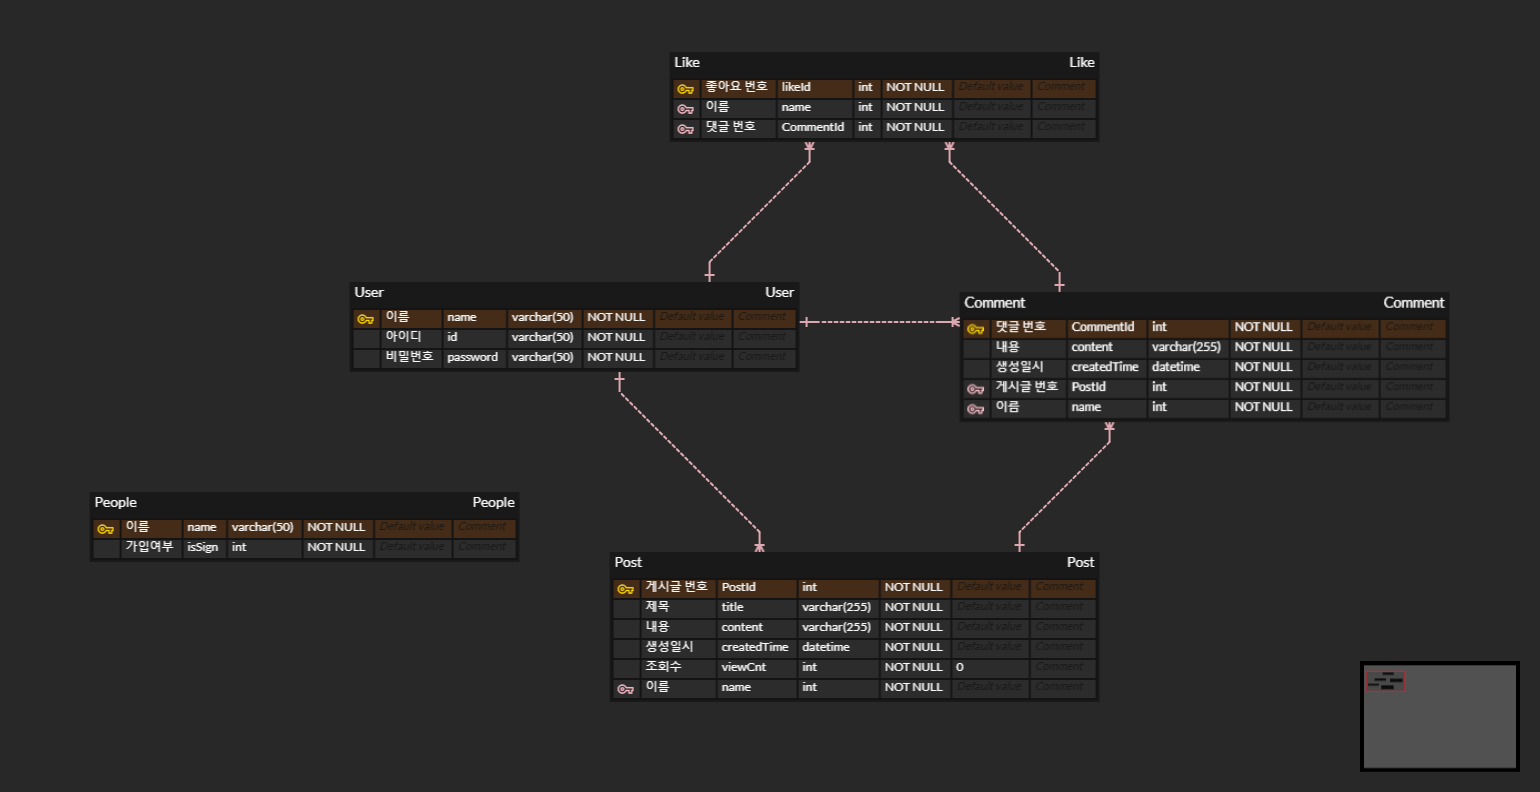 Like Like
좋아요 번호 likeId int NOT NULL Default value Comment
이름 name int NOT NULL Default value Comment
댓글 번호 CommentId int NOT NULL Default value Comment
User User
이름 name varchar(50) NOT NULL Default value Comment
아이디 id varchar(50) NOT NULL Default value Comment
비밀번호 password varchar(50) NOT NULL Default value Comment
Comment Comment
댓글 번호 CommentId int NOT NULL Default value Comment
내용 content varchar(255) NOT NULL Default value Comment
생성일시 createdTime datetime NOT NULL Default value Comment
게시글 번호 PostId int NOT NULL Default value Comment
이름 name int NOT NULL Default value Comment
People People
이름 name varchar(50) NOT NULL Default value Comment
가입여부 isSign int NOT NULL Default value Comment
Post Post
게시글 번호 PostId int NOT NULL Default value Comment
제목 title varchar(255) NOT NULL Default value Comment
내용 content varchar(255) NOT NULL Default value Comment
생성일시 createdTime datetime NOT NULL Default value Comment
조회수 viewCnt int NOT NULL 0 Comment
이름 name int NOT NULL Default value Comment